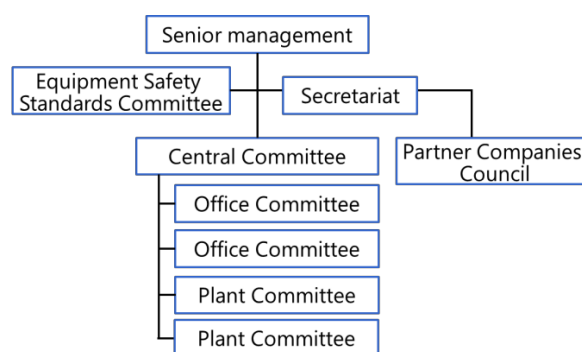 Senior management
Equipment Safety
Standards Committee
Secretariat
Central Committee
Partner Companies
Council
Office Committee
Office Committee
Plant Committee
Plant Committee